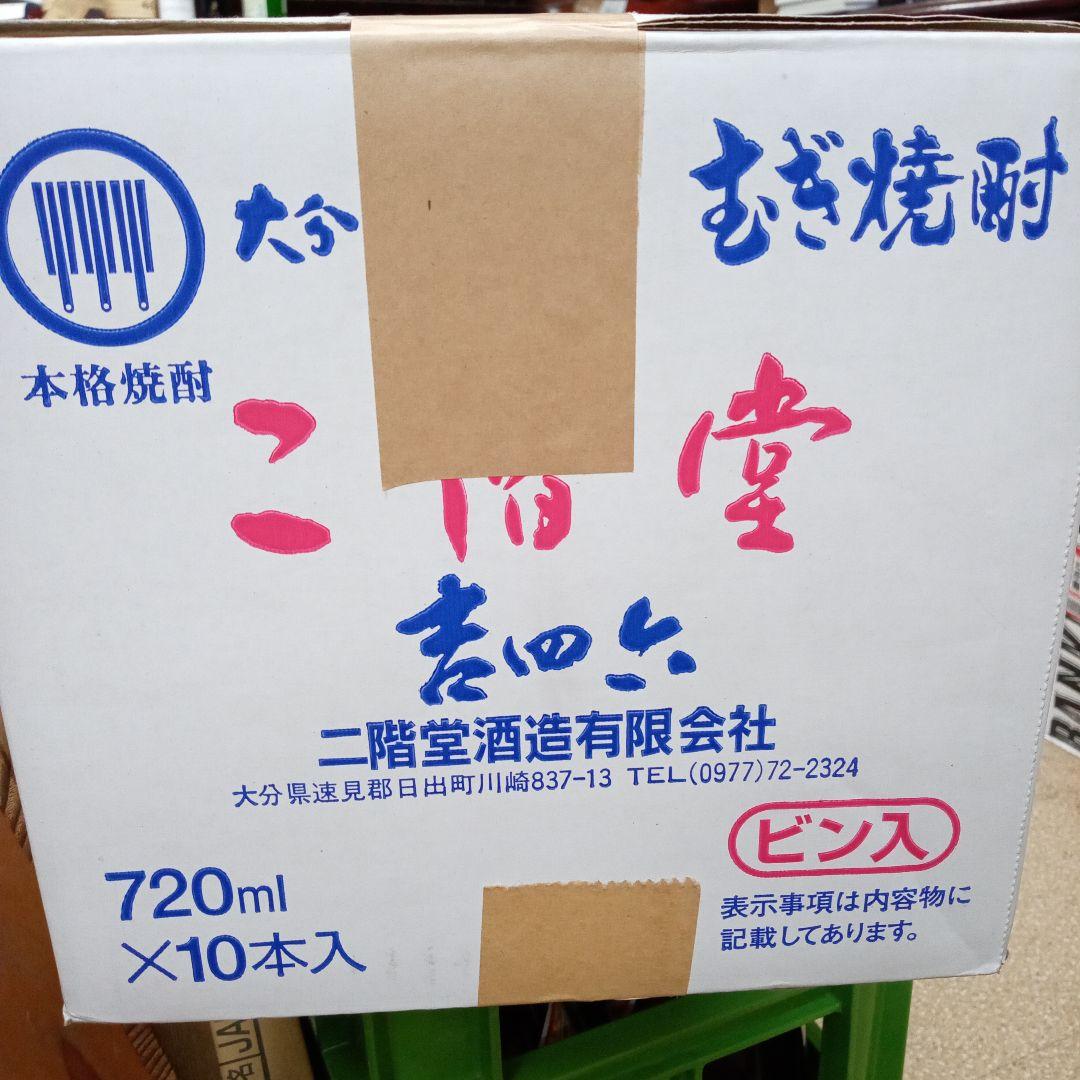 大分
むぎ焼酎
本格焼酎
二階堂
吉四六
二階堂酒造有限会社
大分県速見郡日出町川崎837-13 TEL(0977)72-2324
ビン入
720ml
×10本入
表示事項は内容物に
記載してあります。
BANK
JA